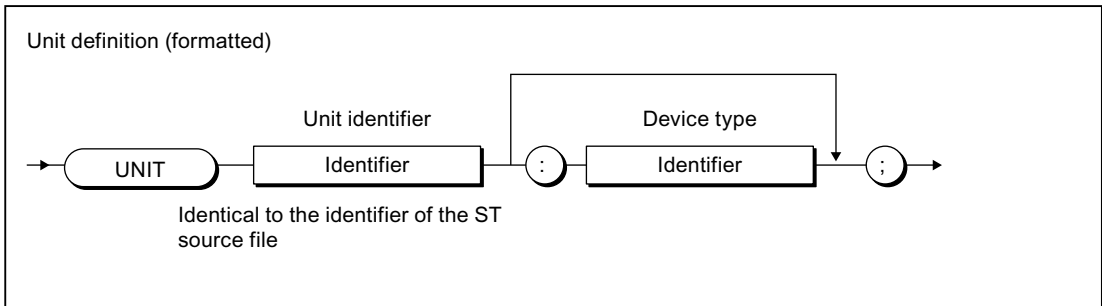 Unit definition (formatted)
Unit identifier
Device type
UNIT
Identifier
:
Identifier
;
Identical to the identifier of the ST
source file